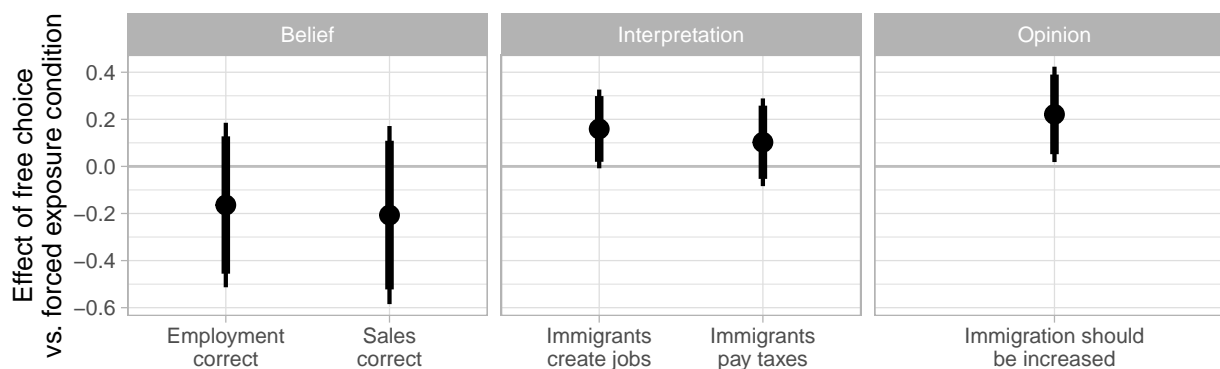 Effect of free choice
vs. forced exposure condition
Belief
Interpretation
Opinion
0.4
0.2
0.0
−0.2
−0.4
−0.6
Employment
correct
Sales
correct
Immigrants
create jobs
Immigrants
pay taxes
Immigration should
be increased